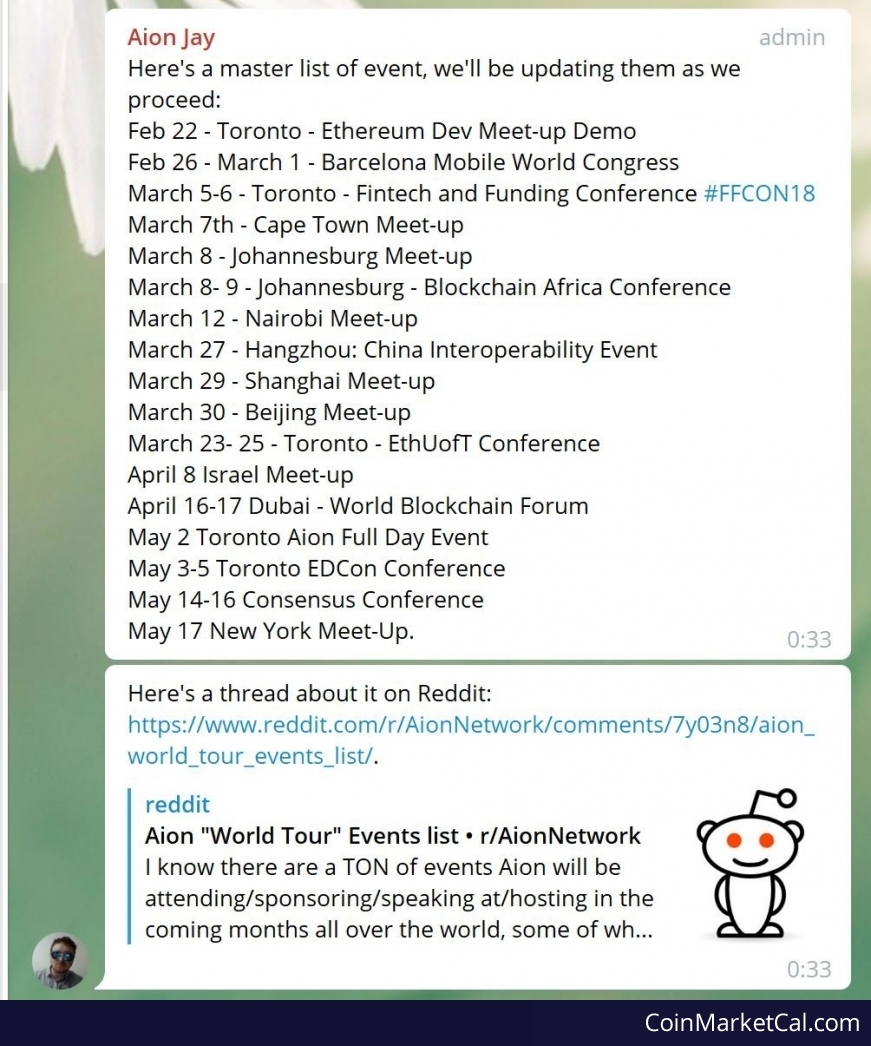 Aion Jay admin
Here's a master list of event, we'll be updating them as we
proceed:
Feb 22 - Toronto - Ethereum Dev Meet-up Demo
Feb 26 - March 1 - Barcelona Mobile World Congress
March 5-6 - Toronto - Fintech and Funding Conference #FFCON18
March 7th - Cape Town Meet-up
March 8 - Johannesburg Meet-up
March 8- 9 - Johannesburg - Blockchain Africa Conference
March 12 - Nairobi Meet-up
March 27 - Hangzhou: China Interoperability Event
March 29 - Shanghai Meet-up
March 30 - Beijing Meet-up
March 23- 25 - Toronto - EthUofT Conference
April 8 Israel Meet-up
April 16-17 Dubai - World Blockchain Forum
May 2 Toronto Aion Full Day Event
May 3-5 Toronto EDCon Conference
May 14-16 Consensus Conference
May 17 New York Meet-Up.
0:33
Here's a thread about it on Reddit:
https://www.reddit.com/r/AionNetwork/comments/7y03n8/aion_
world_tour_events_list/.
reddit
Aion "World Tour" Events list • r/AionNetwork
I know there are a TON of events Aion will be
attending/sponsoring/speaking at/hosting in the
coming months all over the world, some of wh...
0:33
CoinMarketCal.com